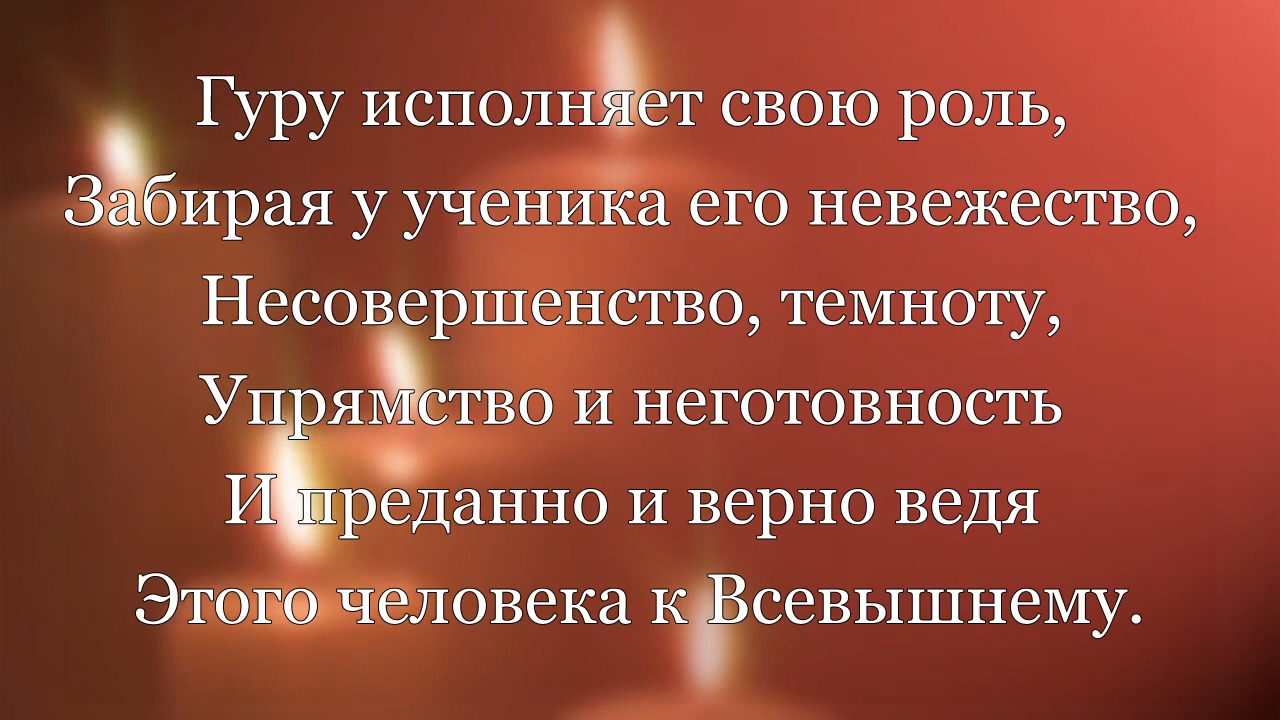 Гуру исполняет свою роль,
Забирая у ученика его невежество,
Несовершенство, темноту,
Упрямство и неготовность
И преданно и верно ведя
Этого человека к Всевышнему.